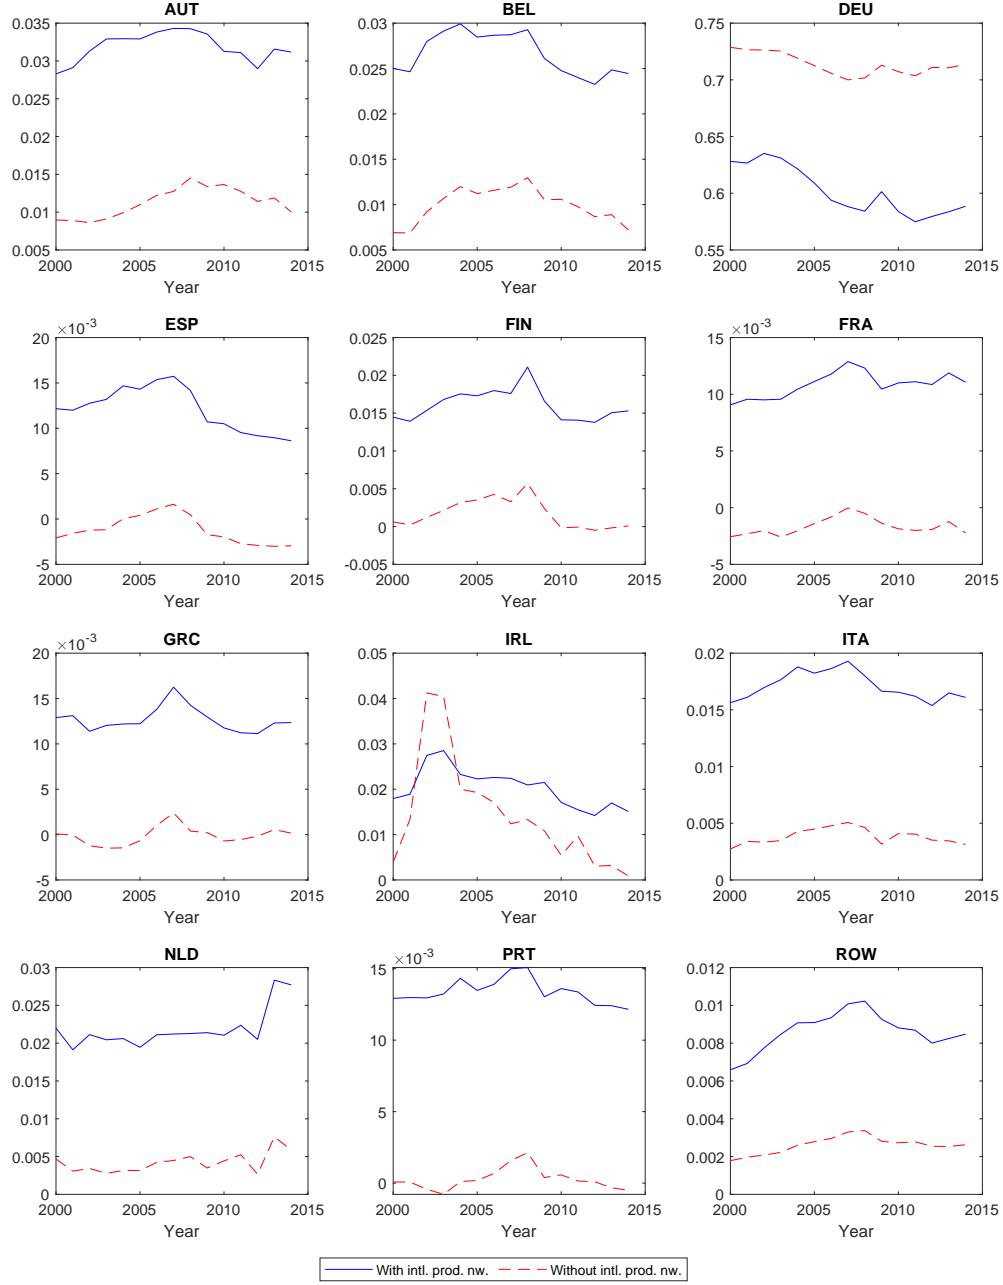 AUT
0.035
0.03
0.025
0.02
0.015
0.01
0.005
2000 2005 2010 2015
Year
BEL
0.03
0.025
0.02
0.015
0.01
0.005
2000 2005 2010 2015
Year
DEU
0.75
0.7
0.65
0.6
0.55
2000 2005 2010 2015
Year
ESP
×10⁻³
20
15
10
5
0
-5
2000 2005 2010 2015
Year
FIN
0.025
0.02
0.015
0.01
0.005
0
-0.005
2000 2005 2010 2015
Year
FRA
×10⁻³
15
10
5
0
-5
2000 2005 2010 2015
Year
GRC
×10⁻³
20
15
10
5
0
-5
2000 2005 2010 2015
Year
IRL
0.05
0.04
0.03
0.02
0.01
0
2000 2005 2010 2015
Year
ITA
0.02
0.015
0.01
0.005
0
2000 2005 2010 2015
Year
NLD
0.03
0.025
0.02
0.015
0.01
0.005
0
2000 2005 2010 2015
Year
PRT
×10⁻³
15
10
5
0
2000 2005 2010 2015
Year
ROW
0.012
0.01
0.008
0.006
0.004
0.002
0
2000 2005 2010 2015
Year
With intl. prod. nw. Without intl. prod. nw.